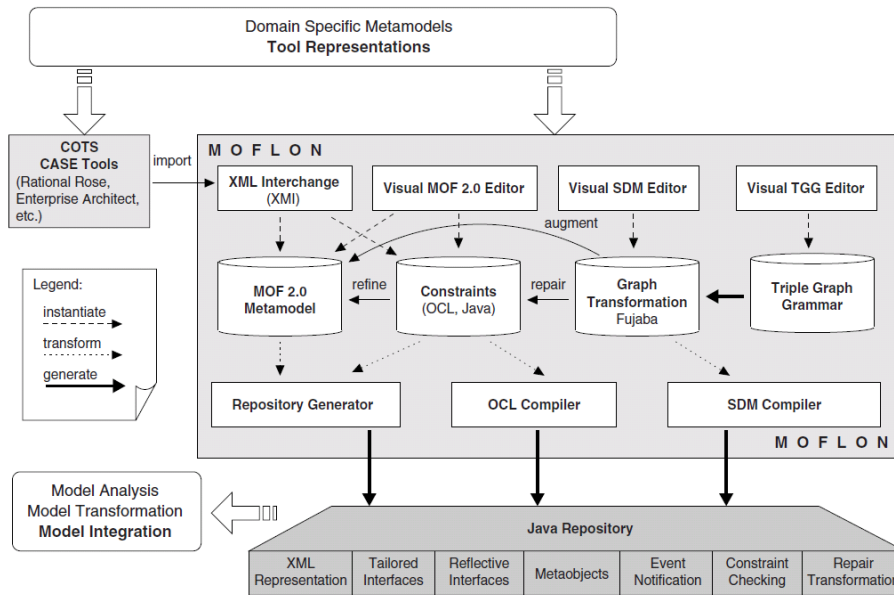 Domain Specific Metamodels
Tool Representations
COTS
CASE Tools
(Rational Rose,
Enterprise Architect,
etc.)
import
M O F L O N
XML Interchange
(XMI)
Visual MOF 2.0 Editor
Visual SDM Editor
Visual TGG Editor
augment
MOF 2.0
Metamodel
refine
Constraints
(OCL, Java)
repair
Graph
Transformation
Fujaba
Triple Graph
Grammar
Legend:
instantiate
transform
generate
Repository Generator
OCL Compiler
SDM Compiler
M O F L O N
Model Analysis
Model Transformation
Model Integration
Java Repository
XML
Representation
Tailored
Interfaces
Reflective
Interfaces
Metaobjects
Event
Notification
Constraint
Checking
Repair
Transformation